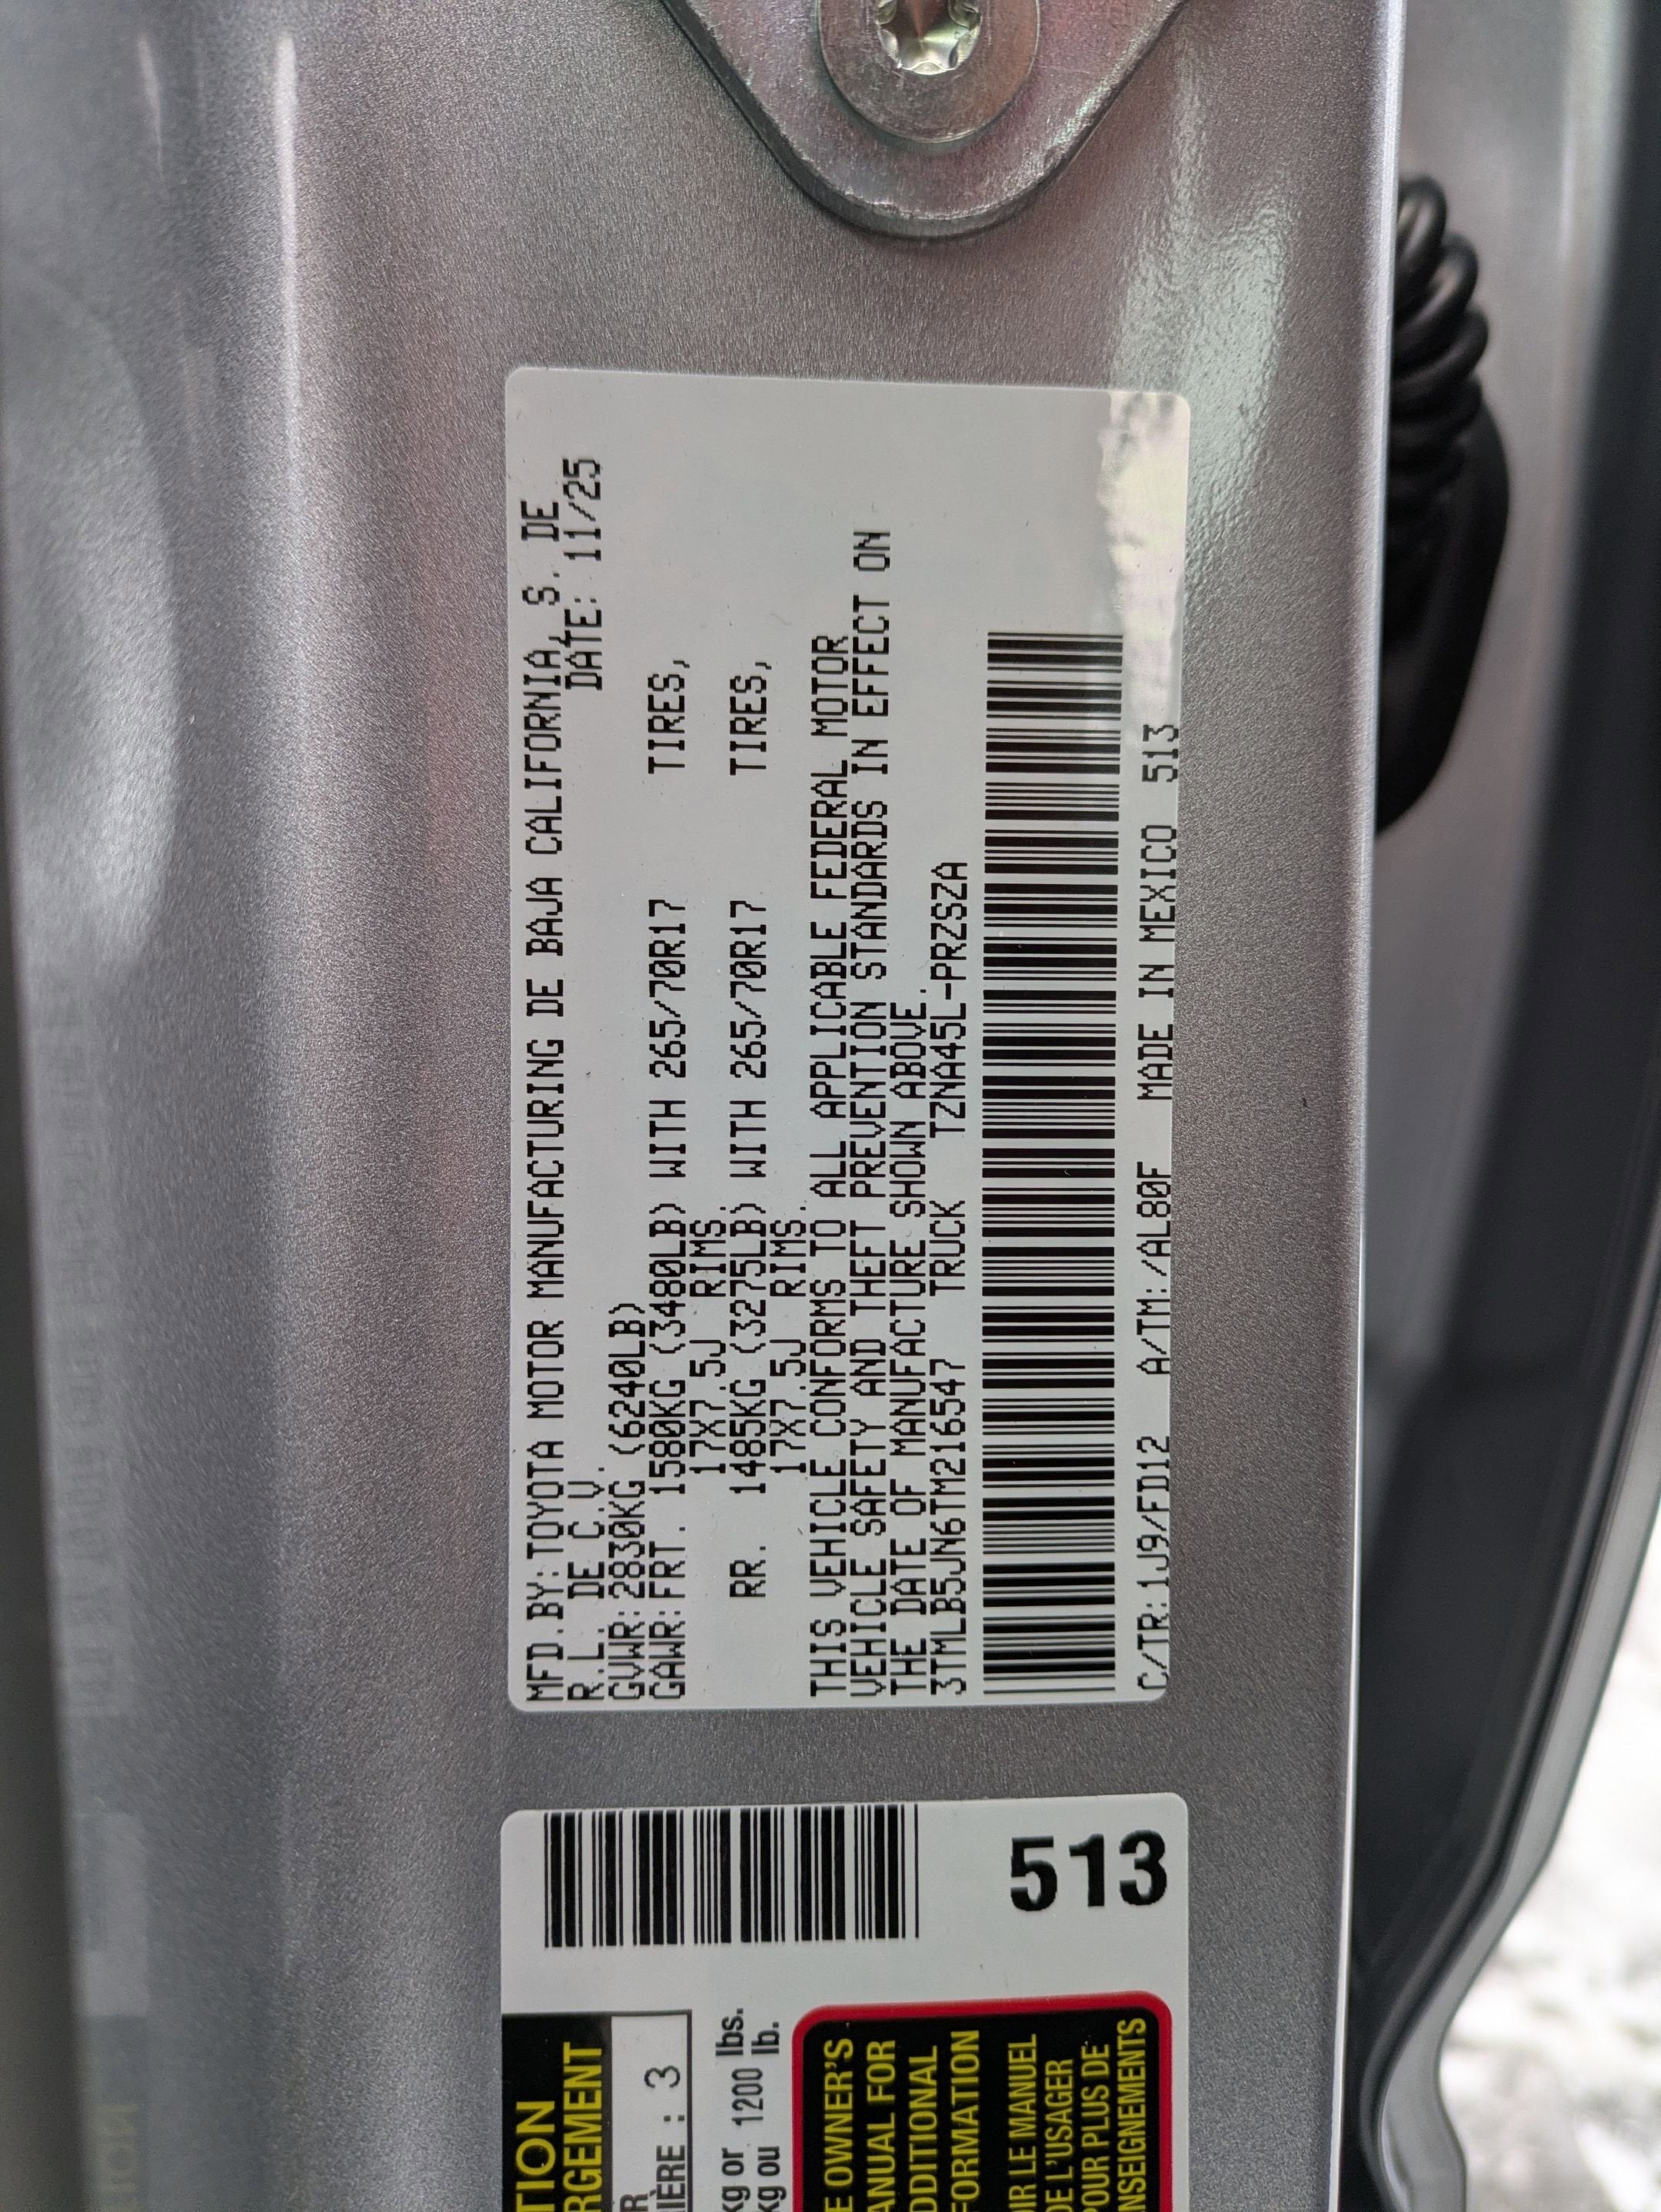 MFD.BY:TOYOTA MOTOR MANUFACTURING DE BAJA CALIFORNIA, S. DE
R.L. DE C.V. DATE: 11/25
GVWR:2830KG (6240LB)
GAWR:FRT. 1580KG (3480LB) WITH 265/70R17 TIRES,
17X7.5J RIMS.
RR. 1485KG (3275LB) WITH 265/70R17 TIRES,
17X7.5J RIMS.
THIS VEHICLE CONFORMS TO ALL APPLICABLE FEDERAL MOTOR
VEHICLE SAFETY AND THEFT PREVENTION STANDARDS IN EFFECT ON
THE DATE OF MANUFACTURE SHOWN ABOVE.
3TMLB5JN6TM216547 TRUCK TZNA45L-PRZSZA
C/TR:1J9/FD12 A/TM:/AL80F MADE IN MEXICO 513
TION
RGEMENT
R
IÈRE : 3
kg or 1200 lbs.
kg ou lb.
E OWNER'S
ANUAL FOR
DDITIONAL
FORMATION
IR LE MANUEL
DE L'USAGER
POUR PLUS DE
NSEIGNEMENTS
513